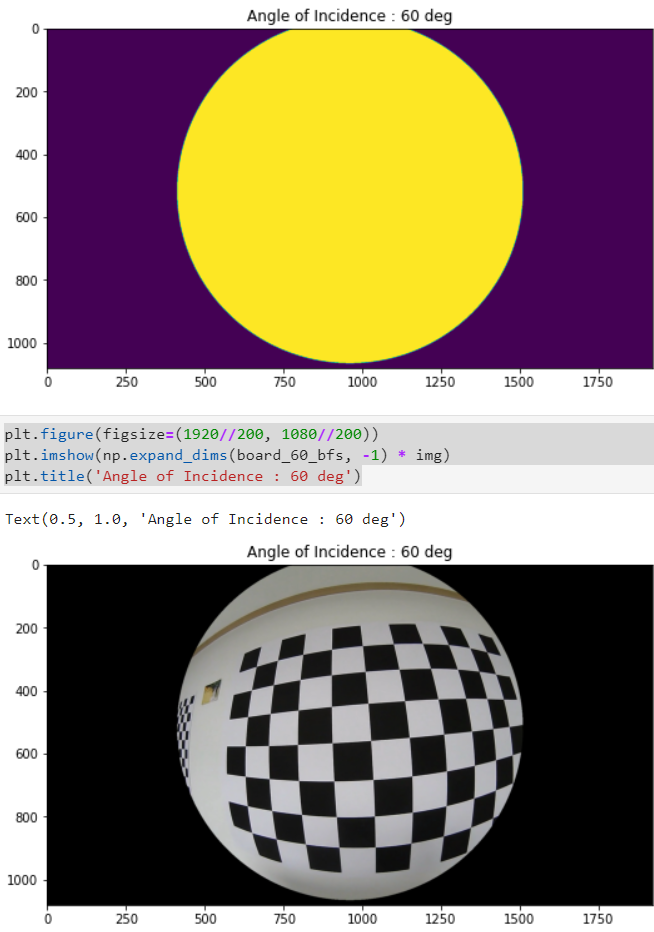 Angle of Incidence : 60 deg
0
200
400
600
800
1000
0 250 500 750 1000 1250 1500 1750
plt.figure(figsize=(1920//200, 1080//200))
plt.imshow(np.expand_dims(board_60_bfs, -1) * img)
plt.title('Angle of Incidence : 60 deg')
Text(0.5, 1.0, 'Angle of Incidence : 60 deg')
Angle of Incidence : 60 deg
0
200
400
600
800
1000
0 250 500 750 1000 1250 1500 1750